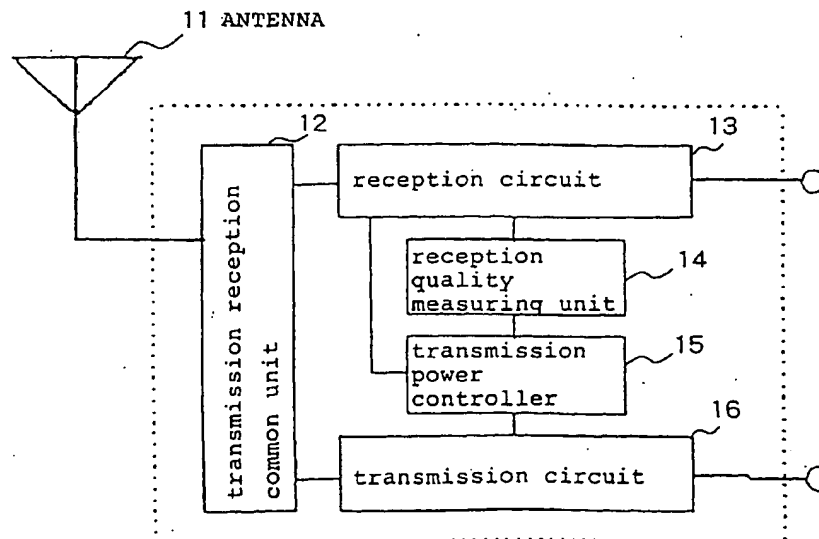 11 ANTENNA
12
13
reception circuit
transmission reception
common unit
reception
quality
measuring unit
14
transmission
power
controller
15
16
transmission circuit